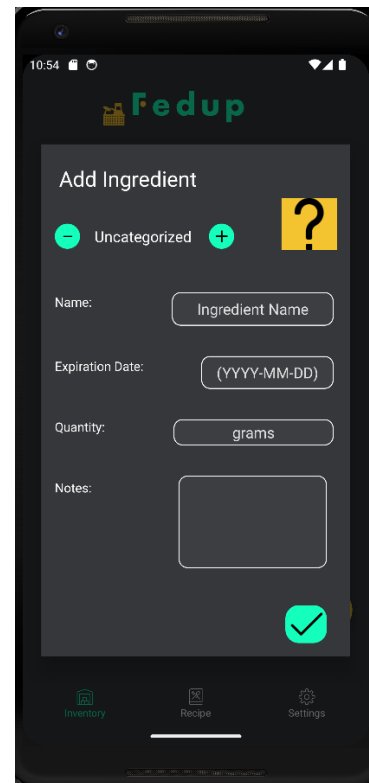 10:54
Fedup
Add Ingredient
− Uncategorized +
?
Name:
Ingredient Name
Expiration Date:
(YYYY-MM-DD)
Quantity:
grams
Notes:
Inventory
Recipe
Settings